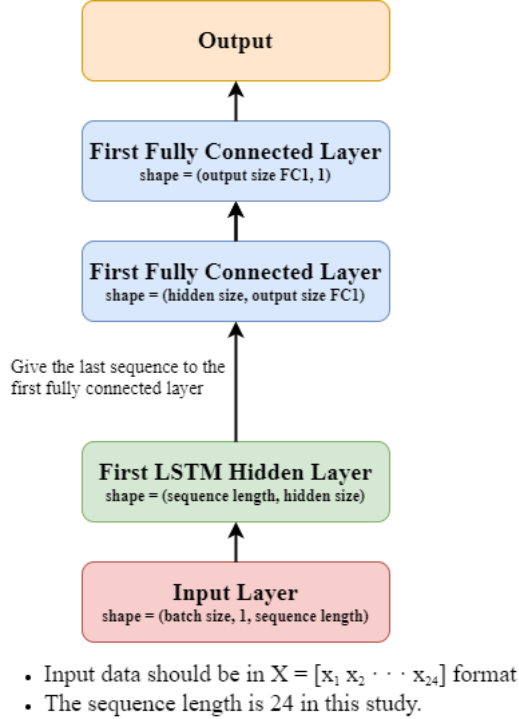 Output
First Fully Connected Layer
shape = (output size FC1, 1)
First Fully Connected Layer
shape = (hidden size, output size FC1)
Give the last sequence to the
first fully connected layer
First LSTM Hidden Layer
shape = (sequence length, hidden size)
Input Layer
shape = (batch size, 1, sequence length)
• Input data should be in X = [x₁ x₂ · · · x₂₄] format
• The sequence length is 24 in this study.